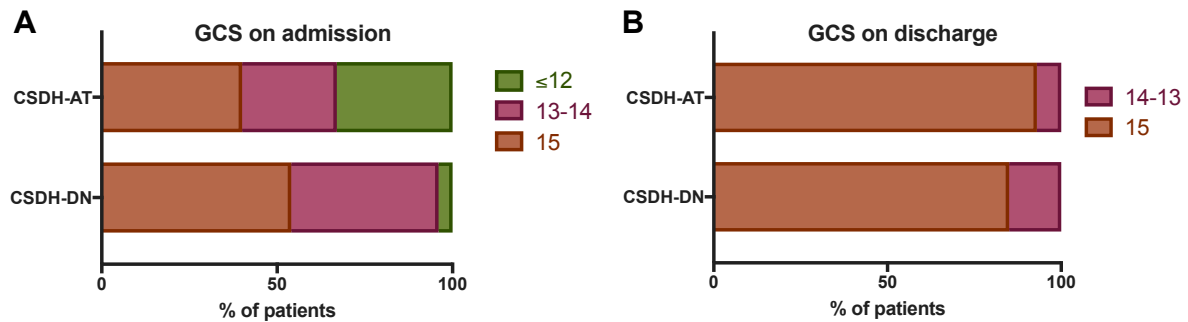 A
GCS on admission
CSDH-AT
CSDH-DN
0
50
100
% of patients
≤12
13-14
15
B
GCS on discharge
CSDH-AT
CSDH-DN
0
50
100
% of patients
14-13
15